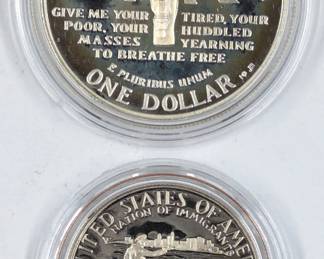 GIVE ME YOUR TIRED, YOUR
POOR, YOUR HUDDLED
MASSES YEARNING
TO BREATHE FREE
E PLURIBUS UNUM
ONE DOLLAR
UNITED STATES OF AME
A NATION OF IMMIGRANTS